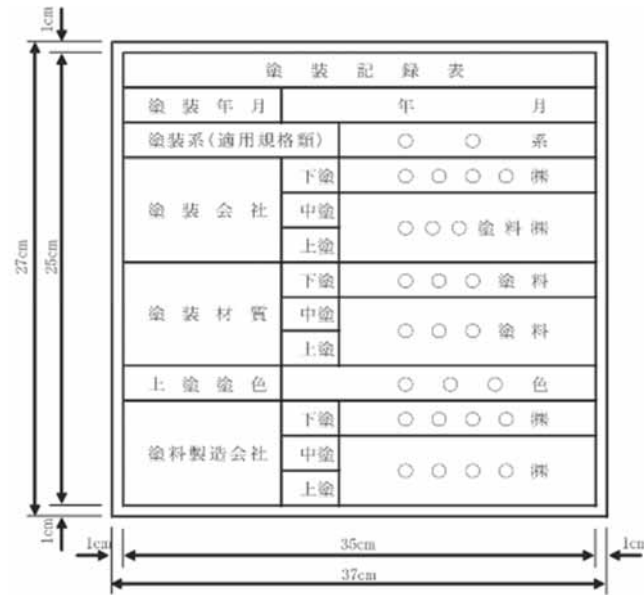 1cm
塗装記録表
塗装年月 年 月
塗装系(適用規格類) ○ ○ 系
塗装会社 下塗 ○○○○㈱
中塗 ○○○塗料㈱
上塗
塗装材質 下塗 ○○○塗料
中塗 ○○○塗料
上塗
上塗塗色 ○○○色
塗料製造会社 下塗 ○○○○㈱
中塗 ○○○○㈱
上塗
27cm
25cm
1cm
1cm
35cm
1cm
37cm